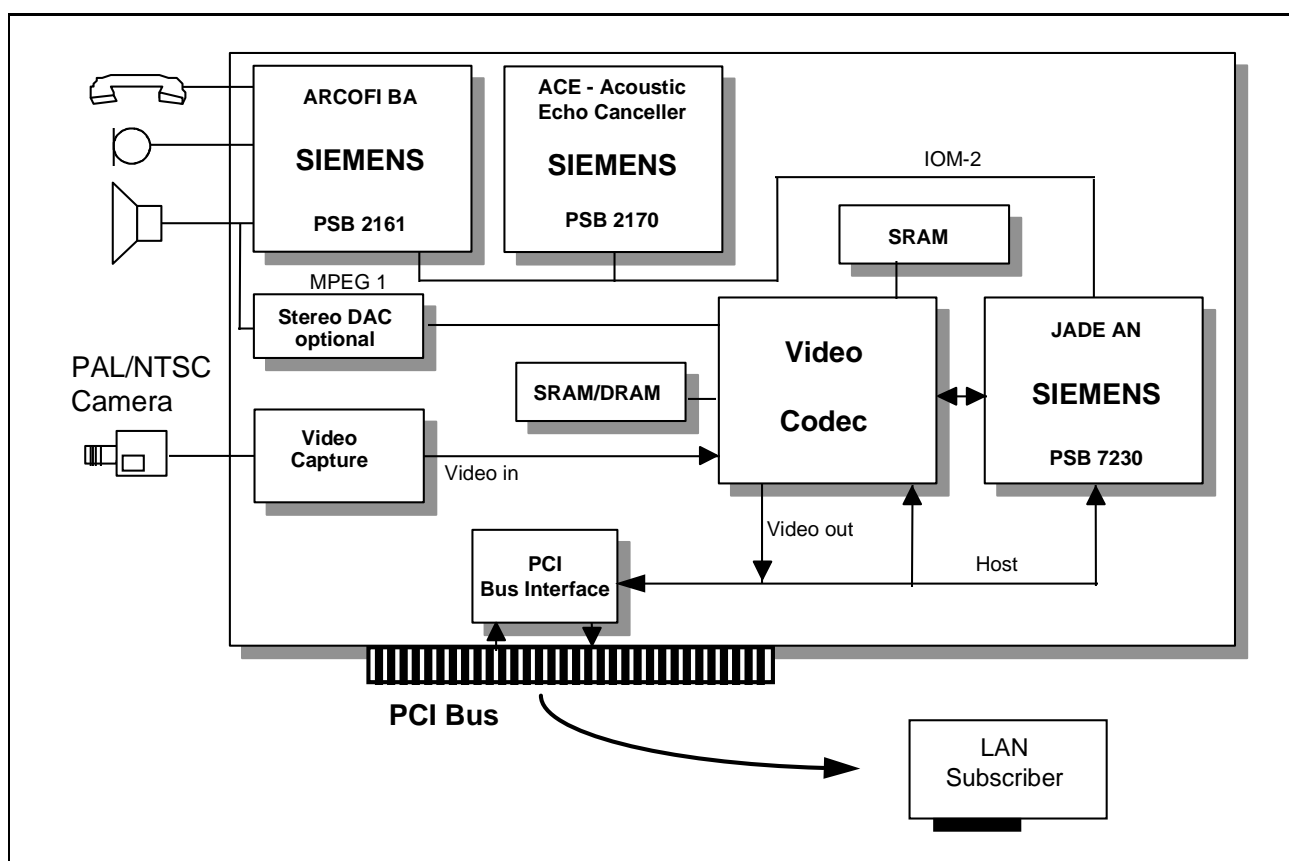 ARCOFI BA
SIEMENS
PSB 2161
ACE - Acoustic
Echo Canceller
SIEMENS
PSB 2170
IOM-2
SRAM
MPEG 1
Stereo DAC
optional
Video
Codec
JADE AN
SIEMENS
PSB 7230
PAL/NTSC
Camera
SRAM/DRAM
Video
Capture
Video in
Video out
PCI
Bus Interface
Host
PCI Bus
LAN
Subscriber